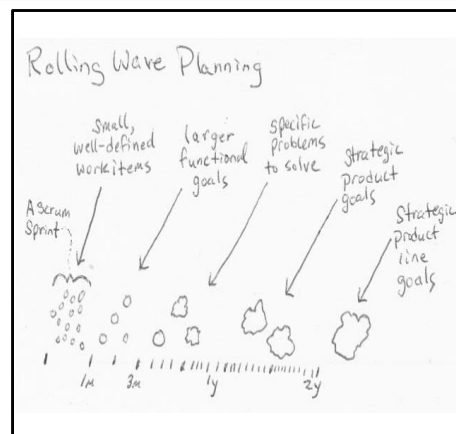 Rolling Wave Planning
Small,
well-defined
workitems
larger
functional
goals
specific
problems
to solve
strategic
product
goals
Strategic
product
line
goals
A scrum
Sprint
1m
3m
1y
2y